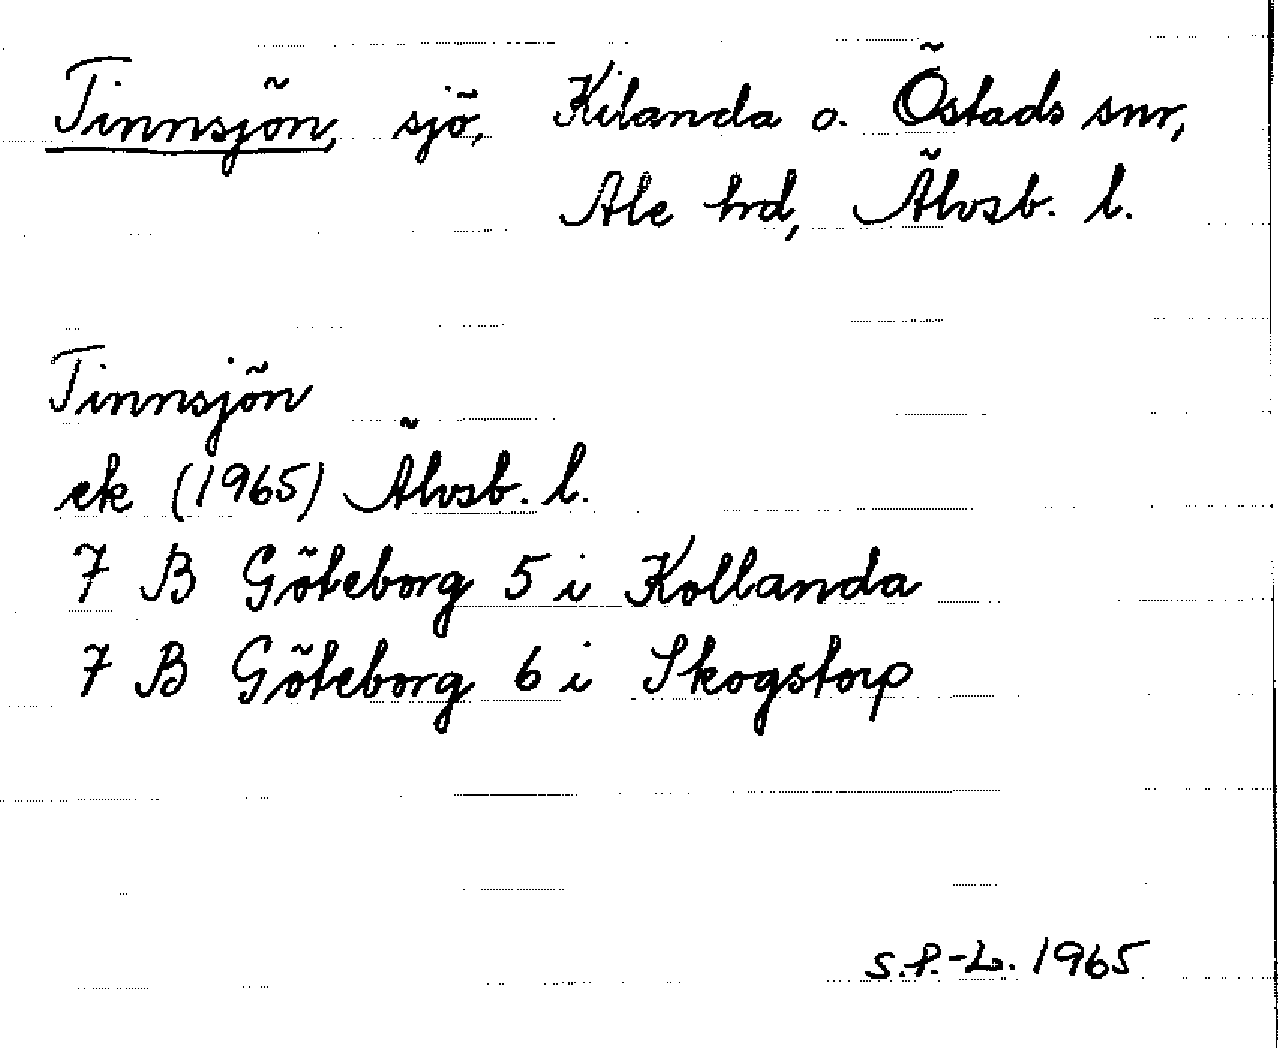 Tinnsjön, sjö, Kilanda o. Östads snr,
Ale hrd, Älvsb. l.
Tinnsjön
ek (1965) Älvsb. l.
7 B Göteborg 5 i Kollanda
7 B Göteborg 6 i Skogstorp
S.P.-L. 1965